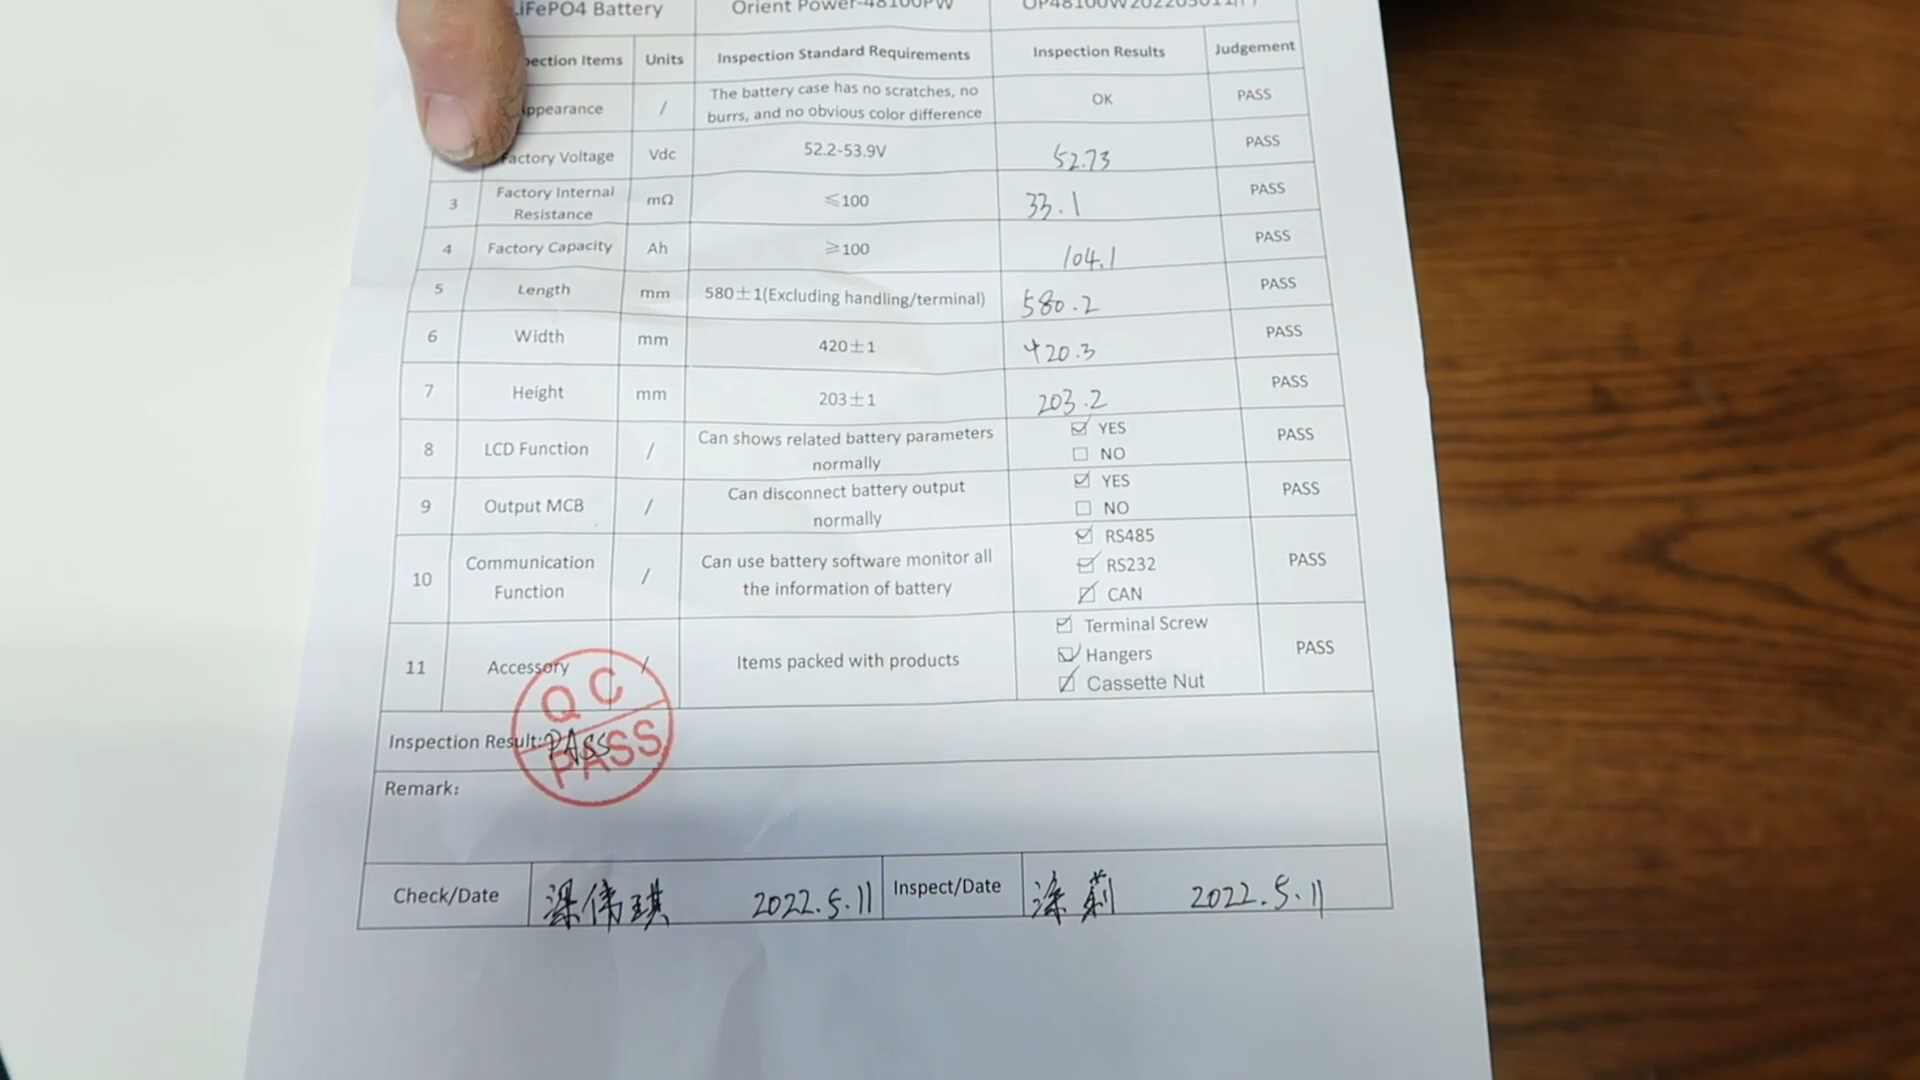 LiFePO4 Battery Orient Power-48100PW
Items Units Inspection Standard Requirements Inspection Results Judgement
Appearance / The battery case has no scratches, no OK PASS
burrs, and no obvious color difference
Factory Voltage Vdc 52.2-53.9V 52.73 PASS
3 Factory Internal mΩ ≤100 33.1 PASS
Resistance
4 Factory Capacity Ah ≥100 104.1 PASS
5 Length mm 580±1(Excluding handling/terminal) 580.2 PASS
6 Width mm 420±1 420.3 PASS
7 Height mm 203±1 203.2 PASS
8 LCD Function / Can shows related battery parameters ☑ YES PASS
normally ☐ NO
9 Output MCB / Can disconnect battery output ☑ YES PASS
normally ☐ NO
10 Communication / Can use battery software monitor all ☑ RS485 PASS
Function the information of battery ☑ RS232
☑ CAN
11 Accessory / Items packed with products ☑ Terminal Screw PASS
☑ Hangers
☑ Cassette Nut
QC
Inspection Result: PASS
PASS
Remark:
Check/Date 梁伟琪 2022.5.11 Inspect/Date 涂莉 2022.5.11